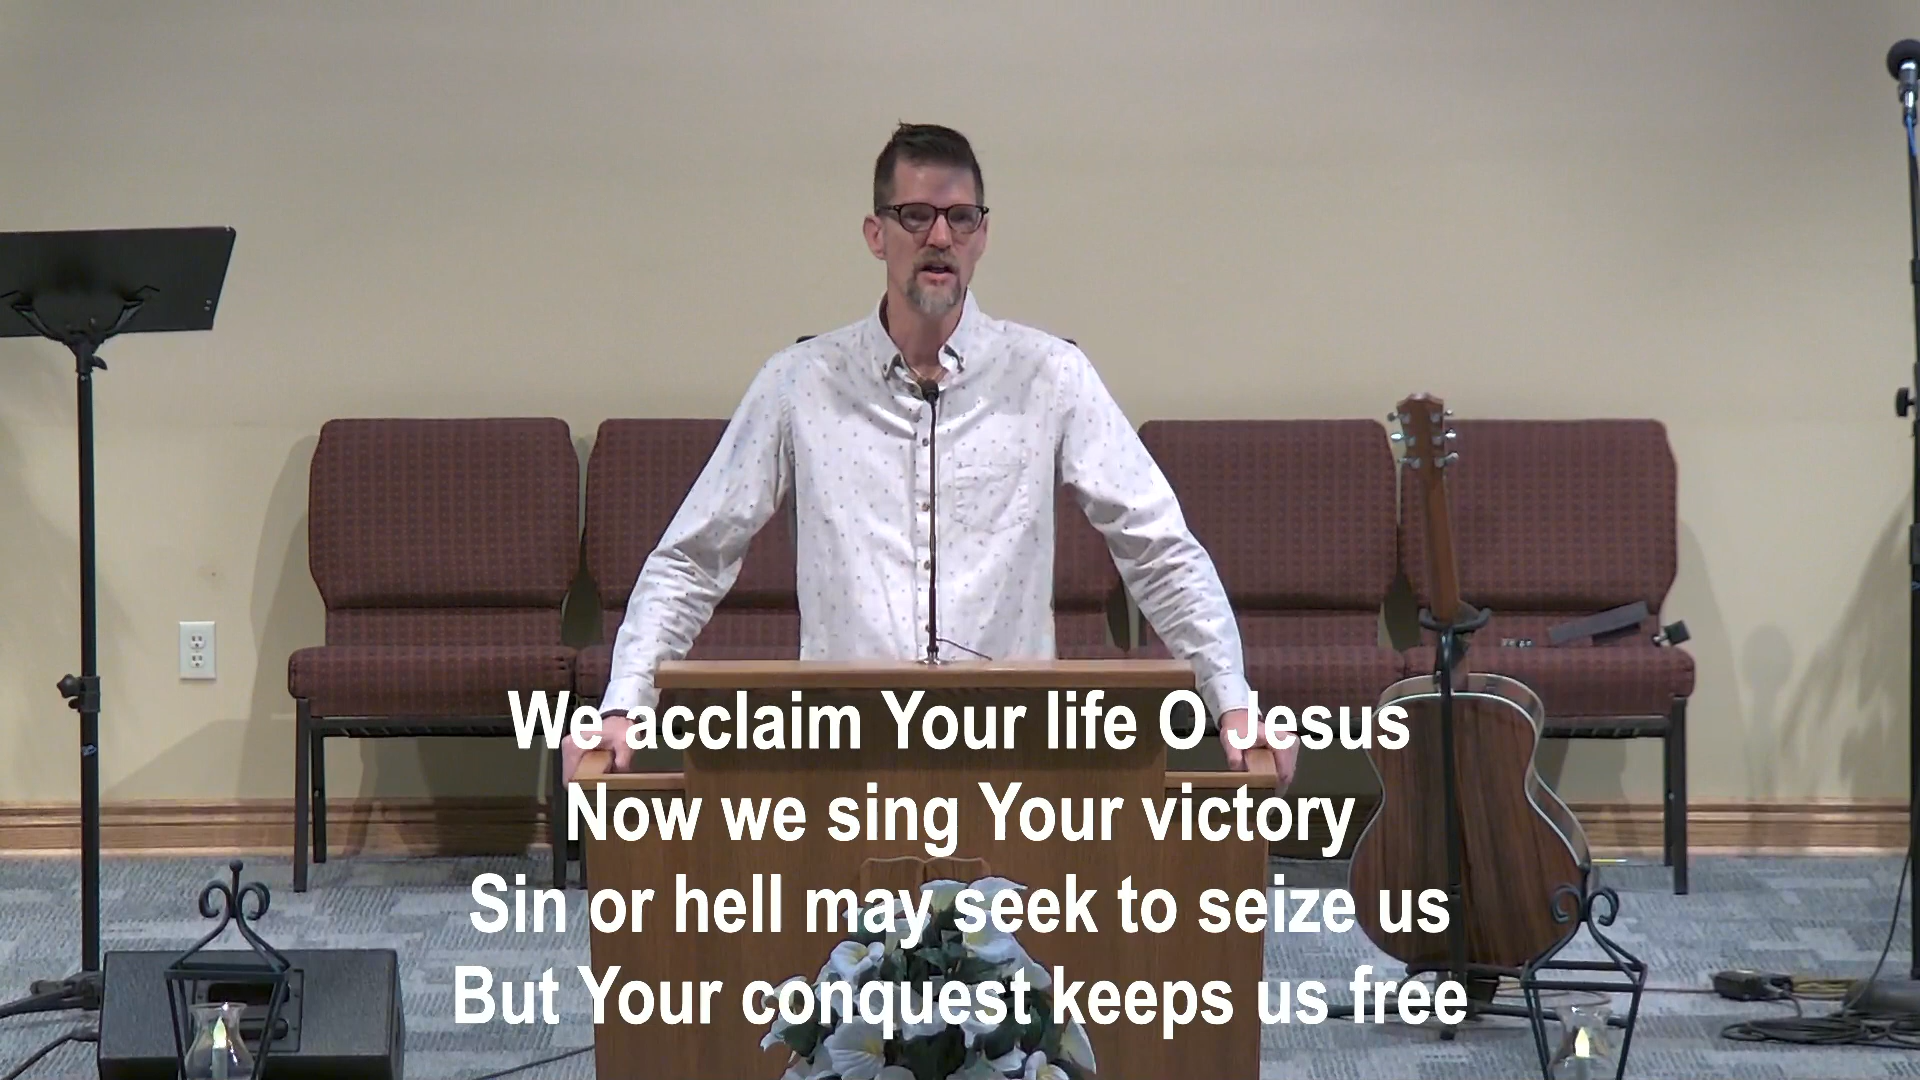 We acclaim Your life O Jesus
Now we sing Your victory
Sin or hell may seek to seize us
But Your conquest keeps us free